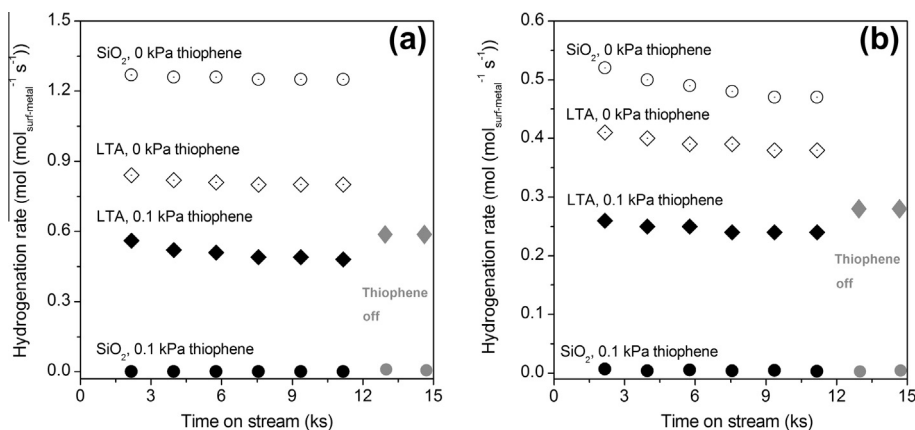 (a)
Hydrogenation rate (mol (mol_surf-metal^-1 s^-1))
1.5
1.2
0.9
0.6
0.3
0.0
SiO₂, 0 kPa thiophene
LTA, 0 kPa thiophene
LTA, 0.1 kPa thiophene
Thiophene
off
SiO₂, 0.1 kPa thiophene
0 3 6 9 12 15
Time on stream (ks)
(b)
Hydrogenation rate (mol (mol_surf-metal^-1 s^-1))
0.6
0.5
0.4
0.3
0.2
0.1
0.0
SiO₂, 0 kPa thiophene
LTA, 0 kPa thiophene
LTA, 0.1 kPa thiophene
Thiophene
off
SiO₂, 0.1 kPa thiophene
0 3 6 9 12 15
Time on stream (ks)